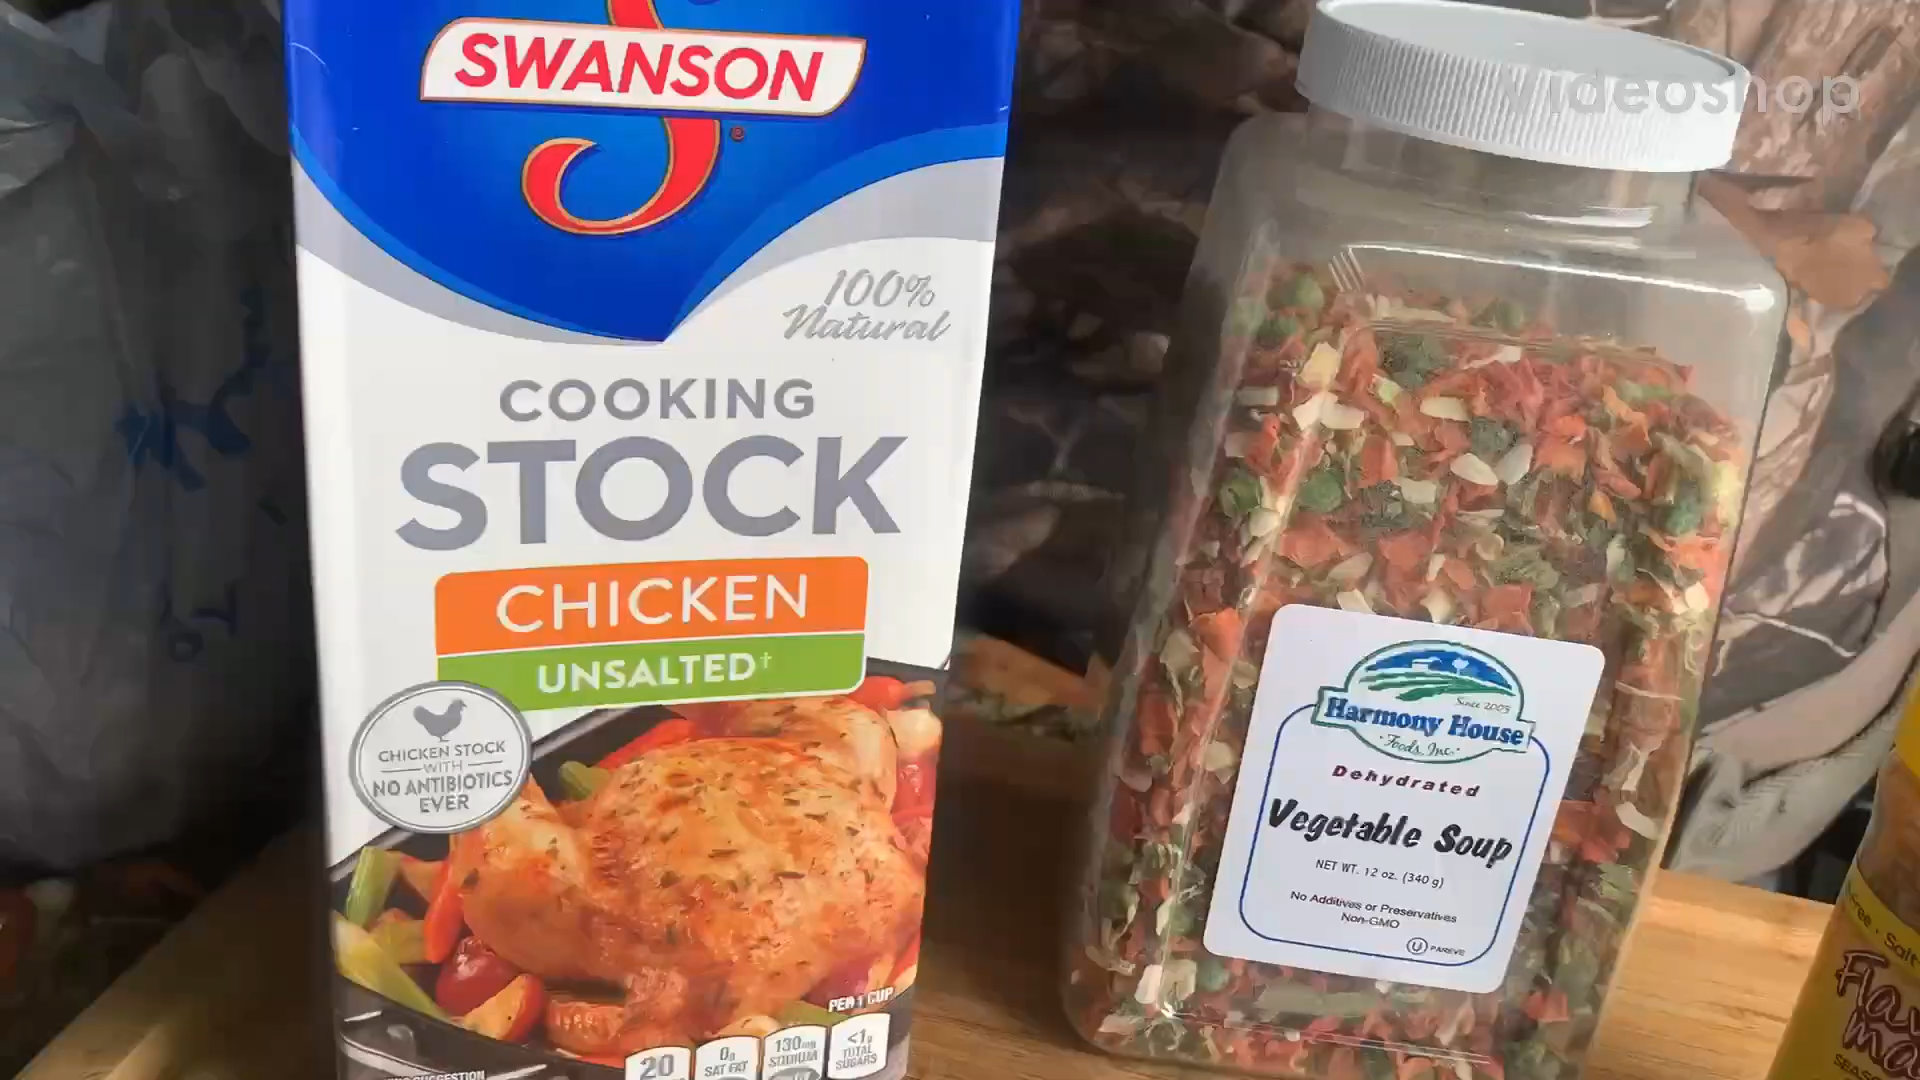 SWANSON
®
100%
Natural
COOKING
STOCK
CHICKEN
UNSALTED†
CHICKEN STOCK
WITH
NO ANTIBIOTICS
EVER
PER 1 CUP
20
0g
SAT FAT
130mg
SODIUM
<1g
TOTAL
SUGARS
SUGGESTION
videoshop
Since 2005
Harmony House
Foods, Inc.
Dehydrated
Vegetable Soup
NET WT. 12 oz. (340 g)
No Additives or Preservatives
Non-GMO
U PAREVE